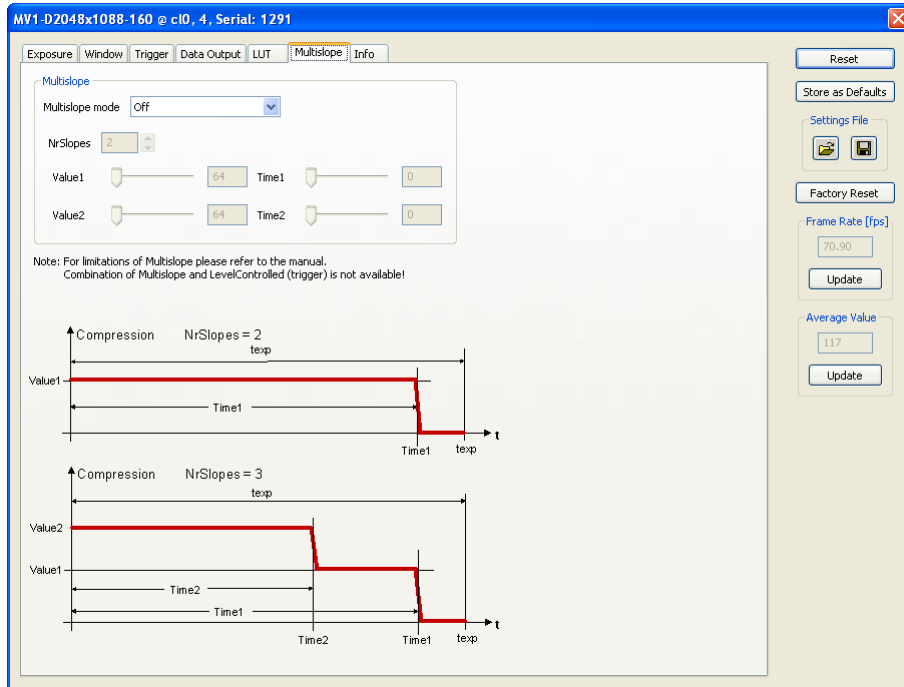 MV1-D2048x1088-160 @ cl0, 4, Serial: 1291
Exposure Window Trigger Data Output LUT Multislope Info
Reset
Store as Defaults
Settings File
Factory Reset
Frame Rate [fps]
70.90
Update
Average Value
117
Update
Multislope
Multislope mode Off
NrSlopes 2
Value1 64 Time1 0
Value2 64 Time2 0
Note: For limitations of Multislope please refer to the manual.
Combination of Multislope and LevelControlled (trigger) is not available!
Compression NrSlopes = 2
texp
Value1
Time1
t
Time1 texp
Compression NrSlopes = 3
texp
Value2
Value1
Time2
Time1
t
Time2 Time1 texp